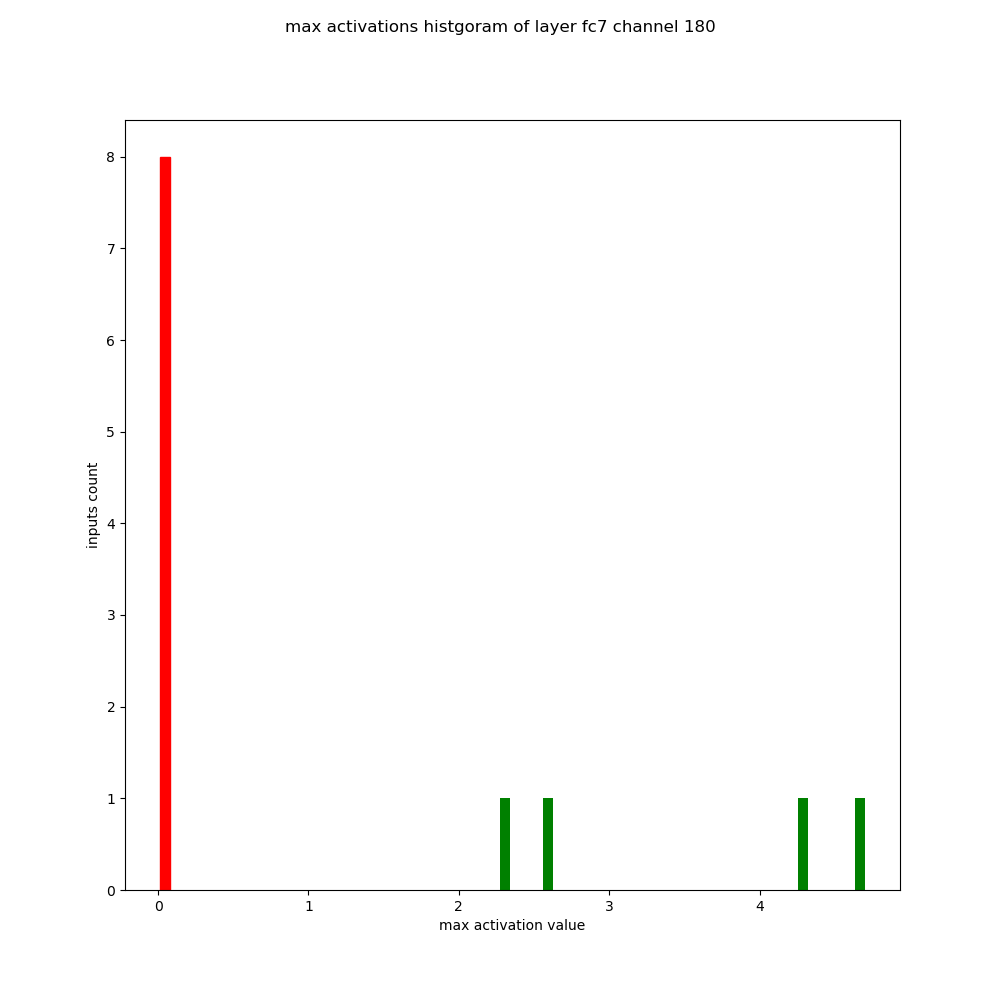 max activations histgoram of layer fc7 channel 180
8
7
6
5
4
3
2
1
0
inputs count
0 1 2 3 4
max activation value